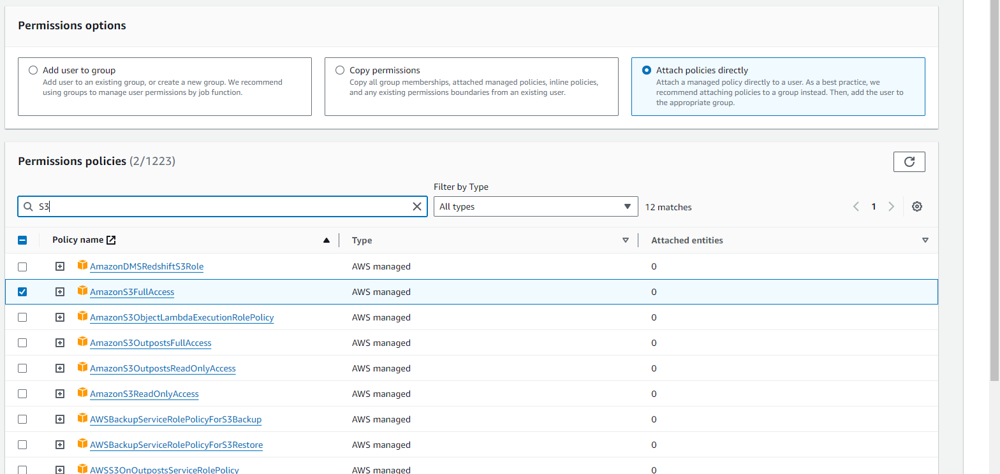 Permissions options
Add user to group
Add user to an existing group, or create a new group. We recommend
using groups to manage user permissions by job function.
Copy permissions
Copy all group memberships, attached managed policies, inline policies,
and any existing permissions boundaries from an existing user.
Attach policies directly
Attach a managed policy directly to a user. As a best practice, we
recommend attaching policies to a group instead. Then, add the user to
the appropriate group.
Permissions policies (2/1223)
Filter by Type
S3 All types 12 matches 1
Policy name Type Attached entities
AmazonDMSRedshiftS3Role AWS managed 0
AmazonS3FullAccess AWS managed 0
AmazonS3ObjectLambdaExecutionRolePolicy AWS managed 0
AmazonS3OutpostsFullAccess AWS managed 0
AmazonS3OutpostsReadOnlyAccess AWS managed 0
AmazonS3ReadOnlyAccess AWS managed 0
AWSBackupServiceRolePolicyForS3Backup AWS managed 0
AWSBackupServiceRolePolicyForS3Restore AWS managed 0
AWSS3OnOutpostsServiceRolePolicy AWS managed 0